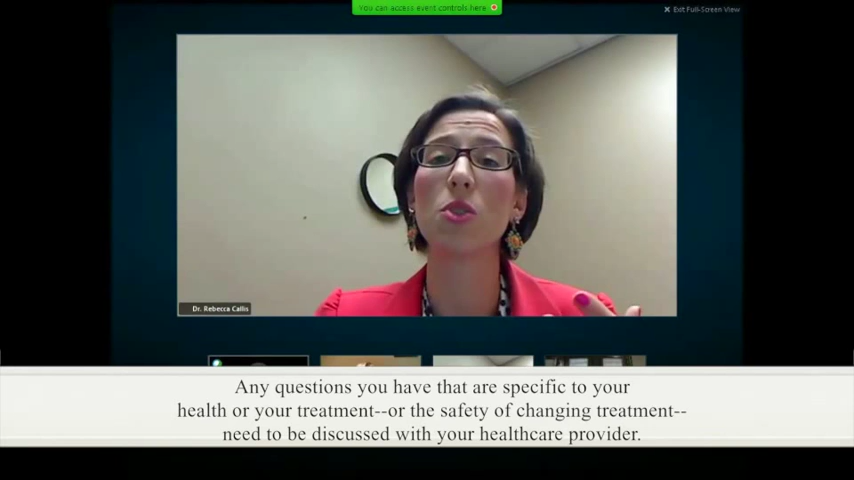 You can access event controls here
Exit Full-Screen View
Dr. Rebecca Callis
Any questions you have that are specific to your
health or your treatment--or the safety of changing treatment--
need to be discussed with your healthcare provider.